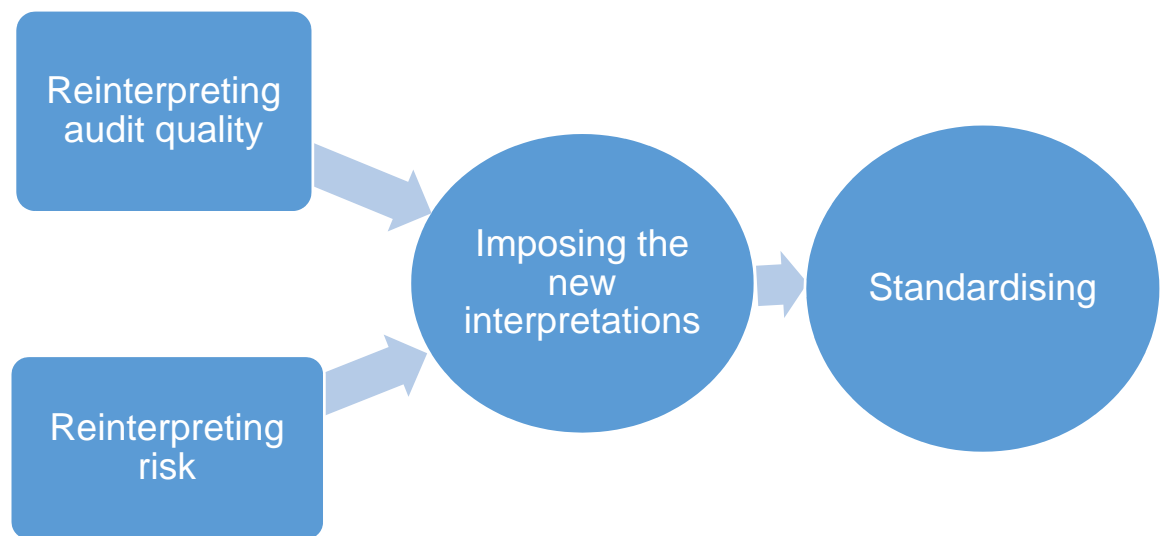 Reinterpreting
audit quality
Reinterpreting
risk
Imposing the
new
interpretations
Standardising